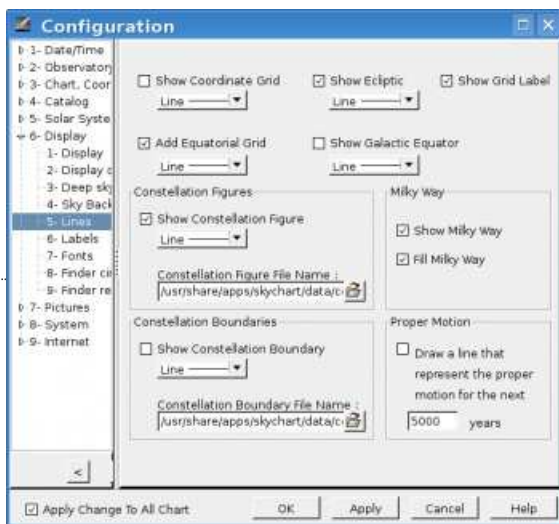 Configuration
1- Date/Time
2- Observatory
3- Chart, Coor
4- Catalog
5- Solar Syste
6- Display
1- Display
2- Display c
3- Deep sky
4- Sky Back
5- Lines
6- Labels
7- Fonts
8- Finder cir
9- Finder re
7- Pictures
8- System
9- Internet
<
Show Coordinate Grid
Line
Show Ecliptic
Line
Show Grid Label
Add Equatorial Grid
Line
Show Galactic Equator
Line
Constellation Figures
Show Constellation Figure
Line
Constellation Figure File Name :
/usr/share/apps/skychart/data/c
Milky Way
Show Milky Way
Fill Milky Way
Constellation Boundaries
Show Constellation Boundary
Line
Constellation Boundary File Name :
/usr/share/apps/skychart/data/c
Proper Motion
Draw a line that
represent the proper
motion for the next
5000 years
Apply Change To All Chart
OK
Apply
Cancel
Help